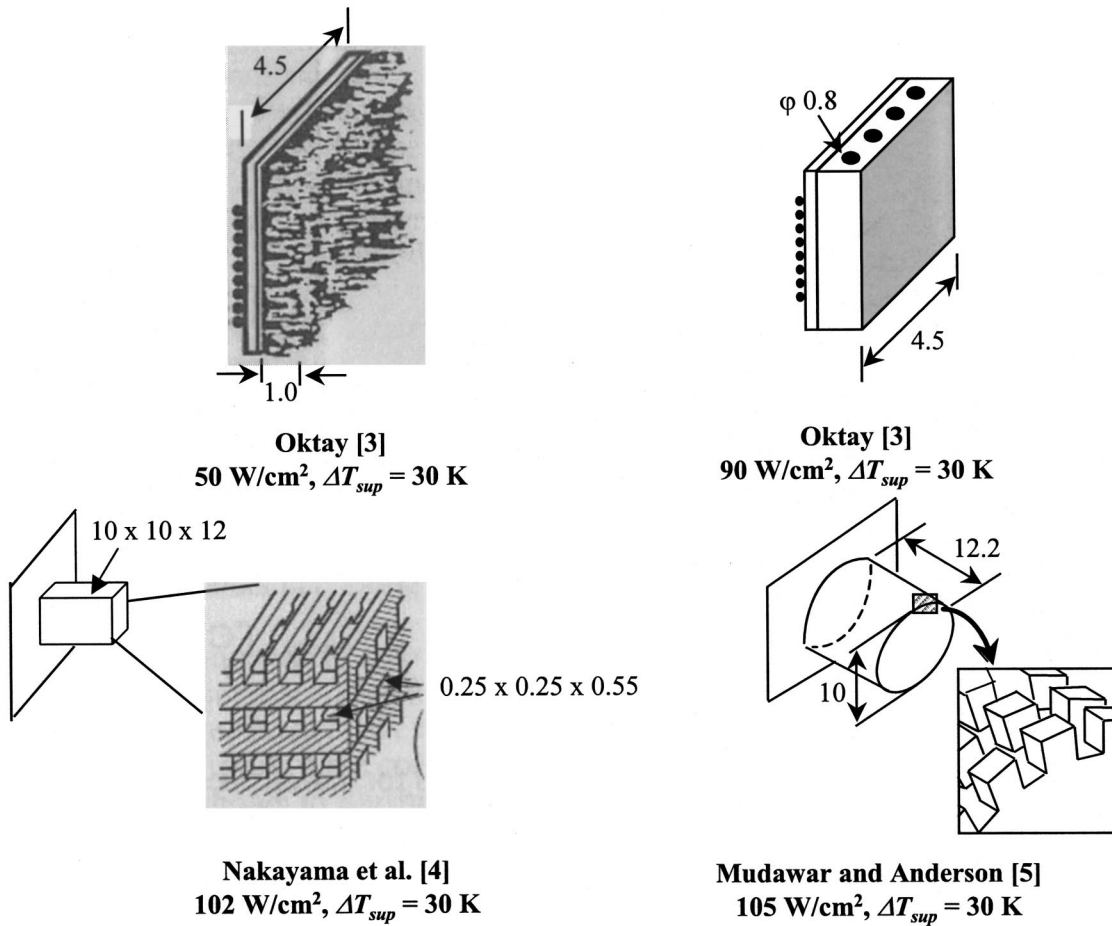 4.5
1.0
Oktay [3]
50 W/cm², ΔT_sup = 30 K
φ 0.8
4.5
Oktay [3]
90 W/cm², ΔT_sup = 30 K
10 x 10 x 12
0.25 x 0.25 x 0.55
Nakayama et al. [4]
102 W/cm², ΔT_sup = 30 K
12.2
10
Mudawar and Anderson [5]
105 W/cm², ΔT_sup = 30 K